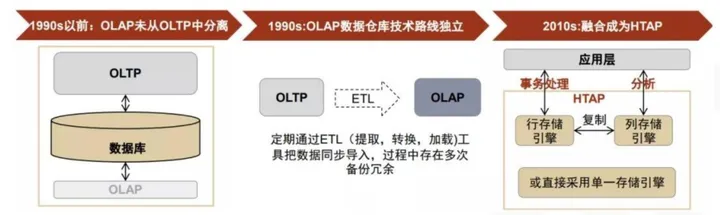 1990s以前：OLAP未从OLTP中分离
OLTP
数据库
OLAP
1990s:OLAP数据仓库技术路线独立
OLTP
ETL
OLAP
定期通过ETL（提取，转换，加载)工
具把数据同步导入，过程中存在多次
备份冗余
2010s:融合成为HTAP
应用层
事务处理
分析
HTAP
行存储
引擎
复制
列存储
引擎
或直接采用单一存储引擎